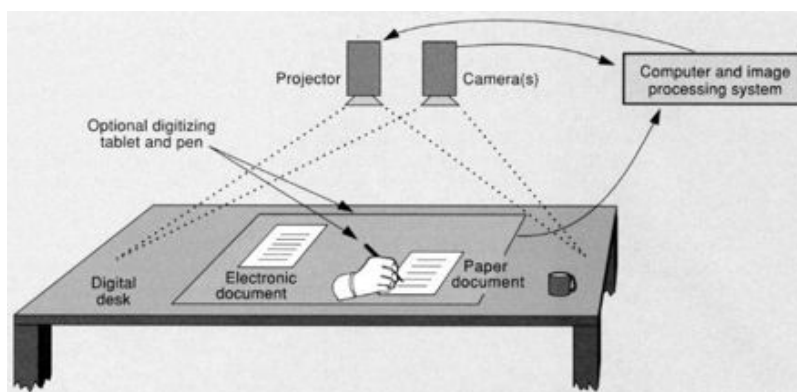 Projector
Camera(s)
Computer and image
processing system
Optional digitizing
tablet and pen
Digital
desk
Electronic
document
Paper
document